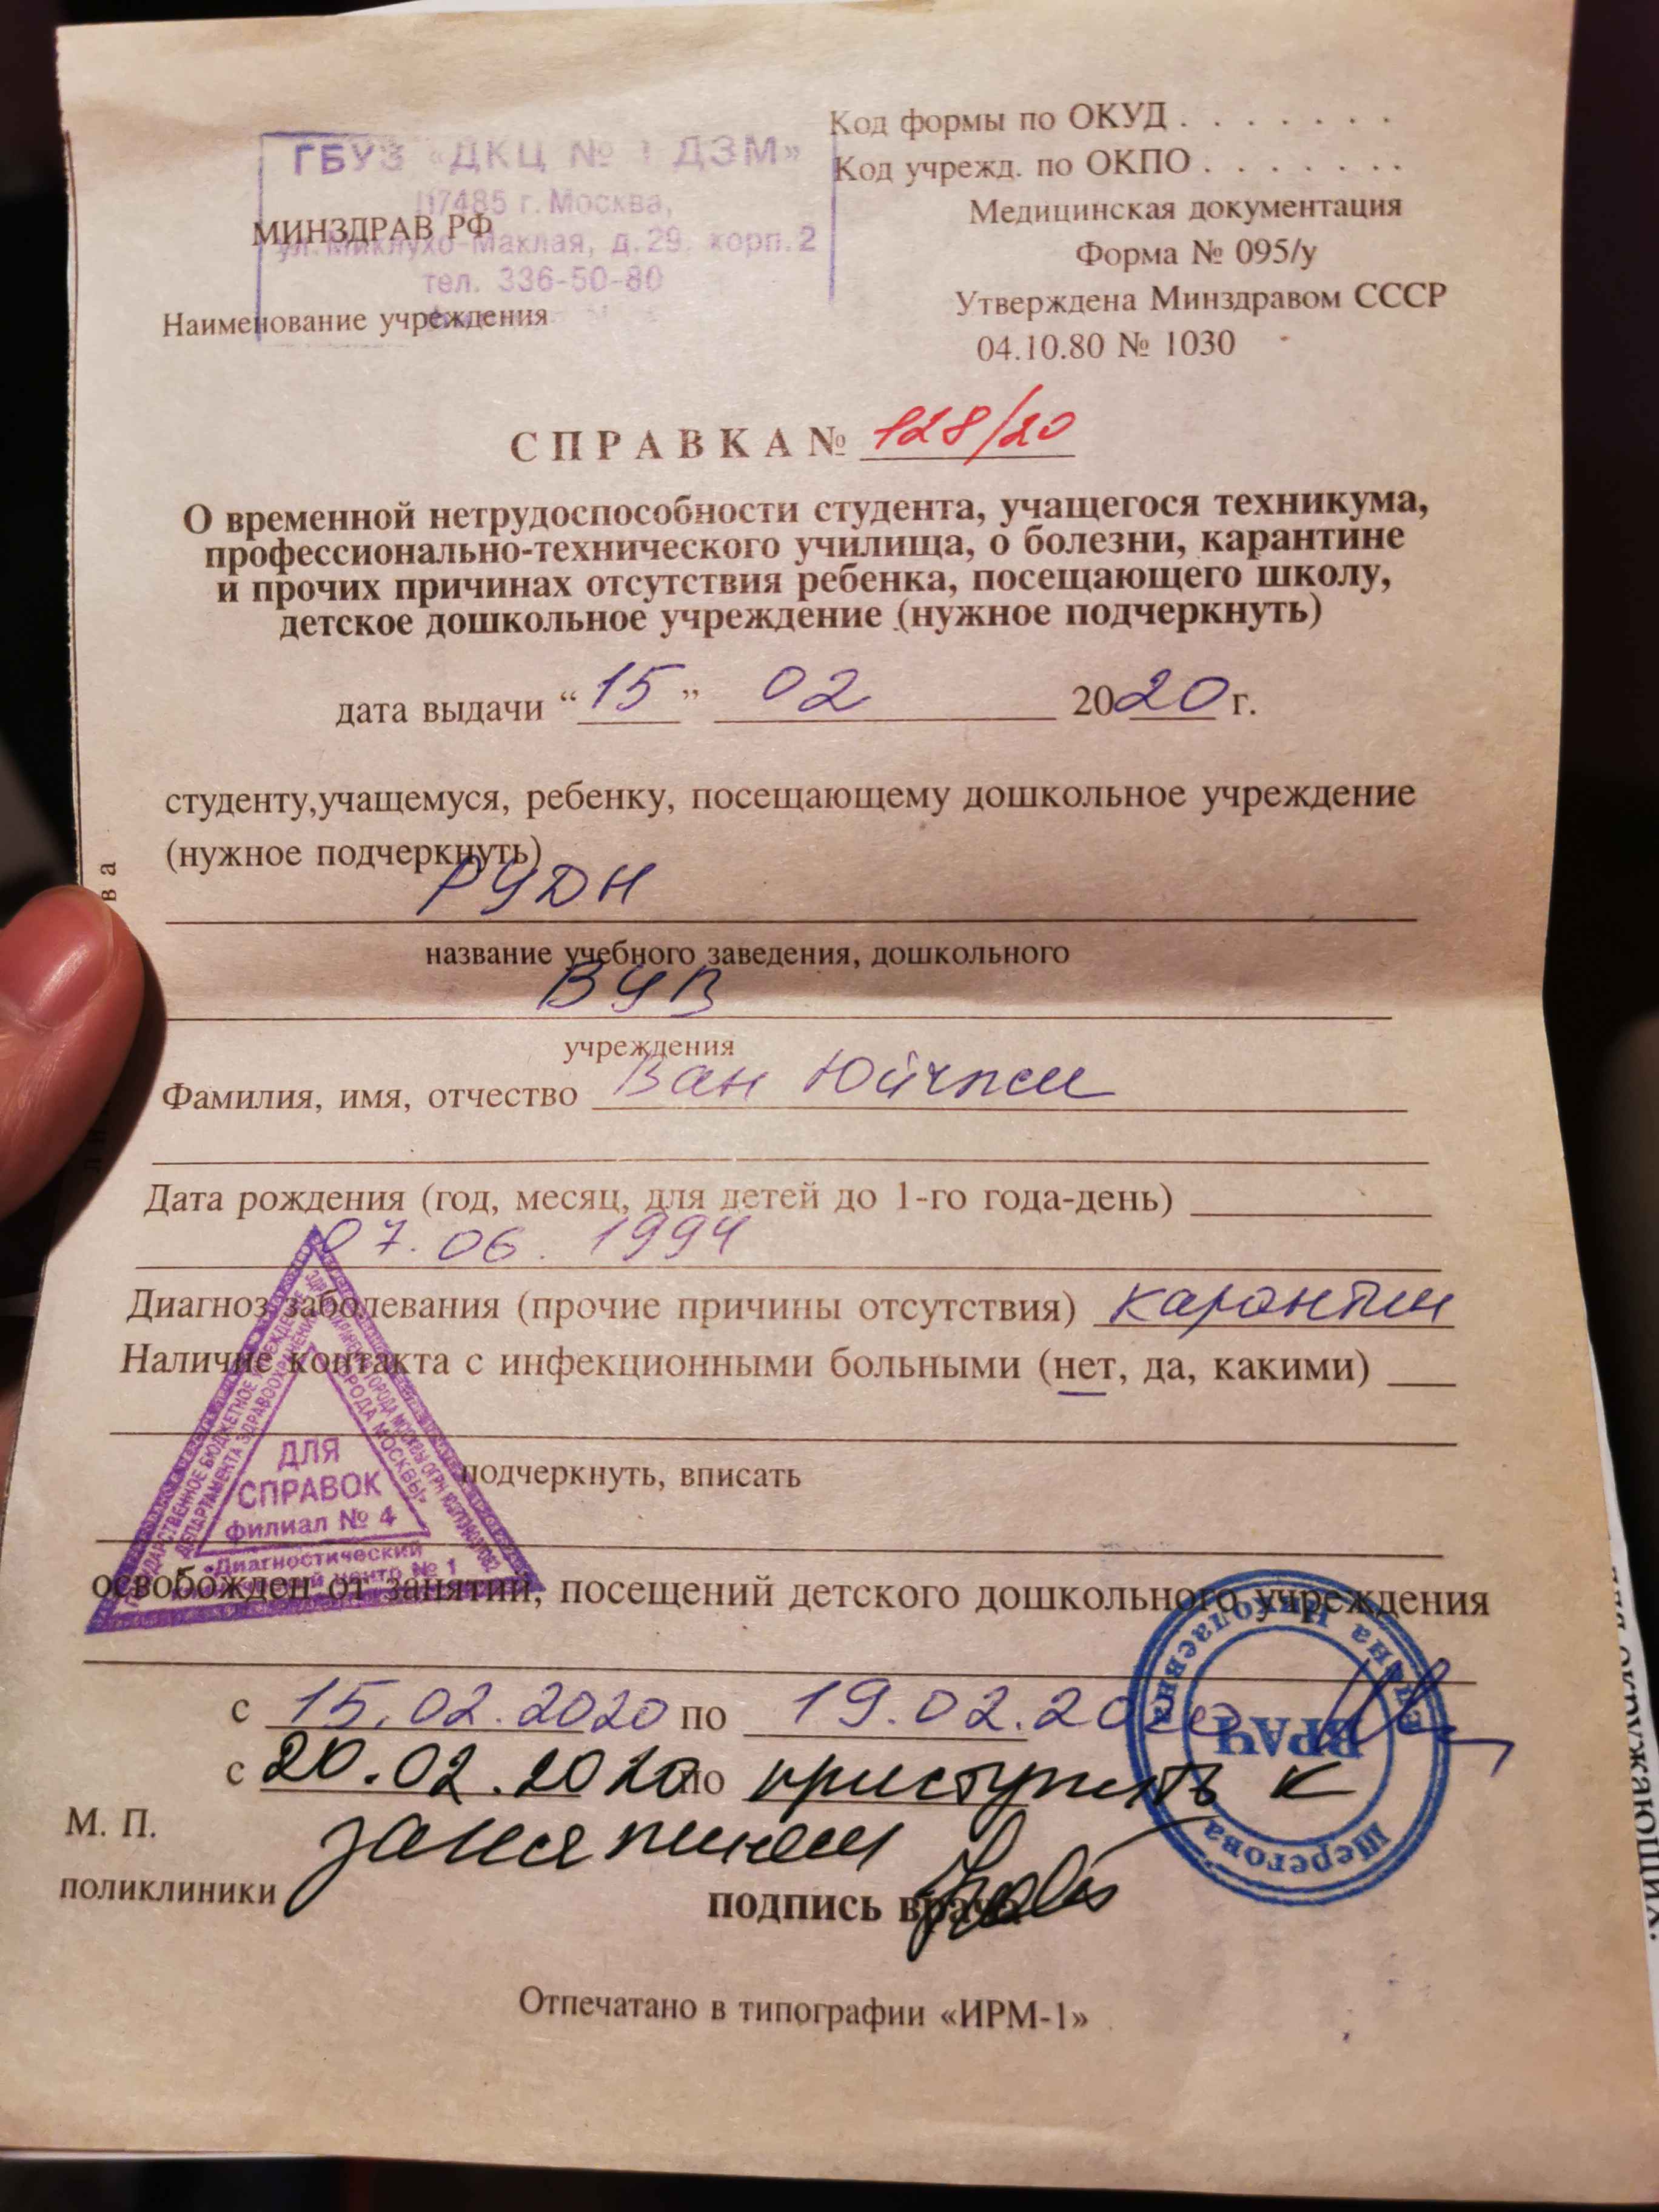 Код формы по ОКУД . . . . . . .
Код учрежд. по ОКПО . . . . . . .
Медицинская документация
Форма № 095/у
Утверждена Минздравом СССР
04.10.80 № 1030
ГБУЗ «ДКЦ № 1 ДЗМ»
117485 г. Москва,
ул. Миклухо-Маклая, д. 29, корп. 2
тел. 336-50-80
МИНЗДРАВ РФ
Наименование учреждения
СПРАВКА № 128/20
О временной нетрудоспособности студента, учащегося техникума,
профессионально-технического училища, о болезни, карантине
и прочих причинах отсутствия ребенка, посещающего школу,
детское дошкольное учреждение (нужное подчеркнуть)
дата выдачи “15” 02 2020 г.
студенту,учащемуся, ребенку, посещающему дошкольное учреждение
(нужное подчеркнуть)
РУДН
название учебного заведения, дошкольного
ВУВ
учреждения
Фамилия, имя, отчество Ван
Дата рождения (год, месяц, для детей до 1-го года-день)
07.06.1994
Диагноз заболевания (прочие причины отсутствия) карантин
Наличие контакта с инфекционными больными (нет, да, какими)
подчеркнуть, вписать
ДЛЯ
СПРАВОК
филиал № 4
«Диагностический
центр № 1
освобожден от занятий, посещений детского дошкольного учреждения
с 15.02.2020 по 19.02.2020
с 20.02.2020 по приступить к
занятиям
М. П.
поликлиники
подпись врача
ВРАЧ
Николаевна
Шерегова
Отпечатано в типографии «ИРМ-1»